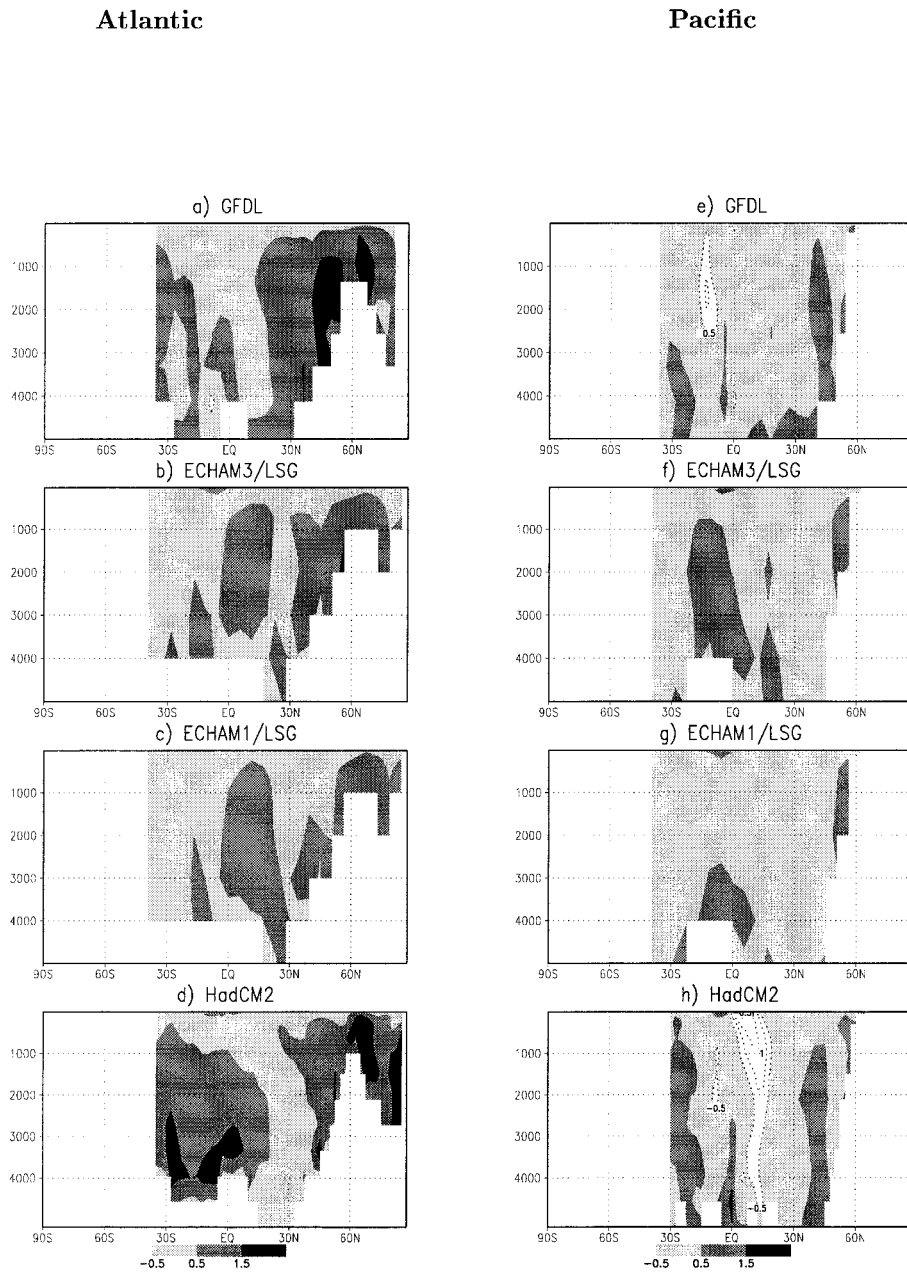 Atlantic
Pacific
a) GFDL
1000
2000
3000
4000
90S 60S 30S EQ 30N 60N
e) GFDL
0.5
1000
2000
3000
4000
90S 60S 30S EQ 30N 60N
b) ECHAM3/LSG
1000
2000
3000
4000
90S 60S 30S EQ 30N 60N
f) ECHAM3/LSG
1000
2000
3000
4000
90S 60S 30S EQ 30N 60N
c) ECHAM1/LSG
1000
2000
3000
4000
90S 60S 30S EQ 30N 60N
g) ECHAM1/LSG
1000
2000
3000
4000
90S 60S 30S EQ 30N 60N
d) HadCM2
1000
2000
3000
4000
90S 60S 30S EQ 30N 60N
-0.5 0.5 1.5
h) HadCM2
1
-0.5
-0.5
1000
2000
3000
4000
90S 60S 30S EQ 30N 60N
-0.5 0.5 1.5